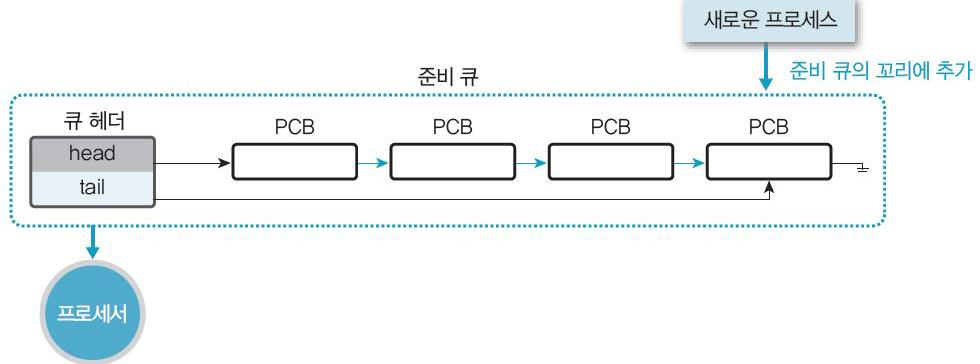 새로운 프로세스
준비 큐의 꼬리에 추가
준비 큐
큐 헤더
head
tail
PCB
PCB
PCB
PCB
프로세서